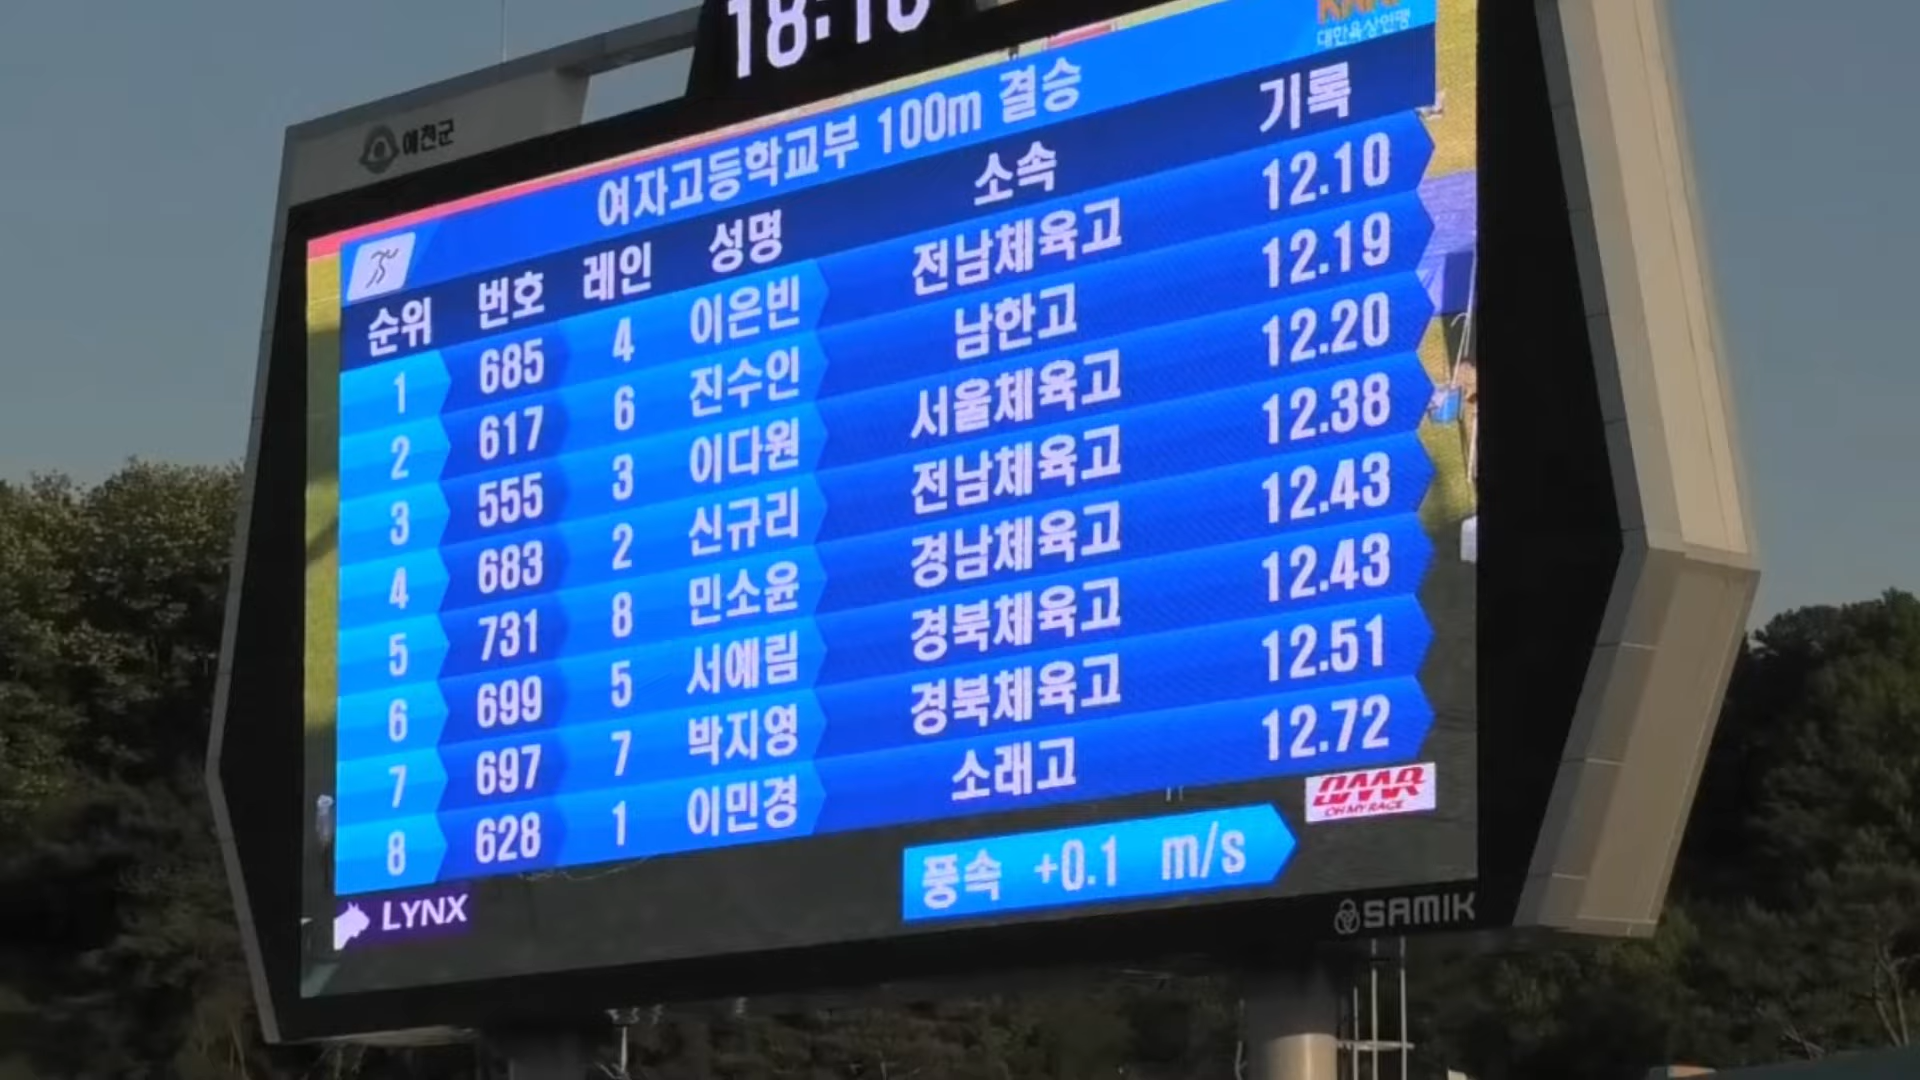 예천군
대한육상연맹
여자고등학교부 100m 결승
순위 번호 레인 성명 소속 기록
1 685 4 이은빈 전남체육고 12.10
2 617 6 진수인 남한고 12.19
3 555 3 이다원 서울체육고 12.20
4 683 2 신규리 전남체육고 12.38
5 731 8 민소윤 경남체육고 12.43
6 699 5 서예림 경북체육고 12.43
7 697 7 박지영 경북체육고 12.51
8 628 1 이민경 소래고 12.72
OMR
OH MY RACE
풍속 +0.1 m/s
LYNX
SAMIK